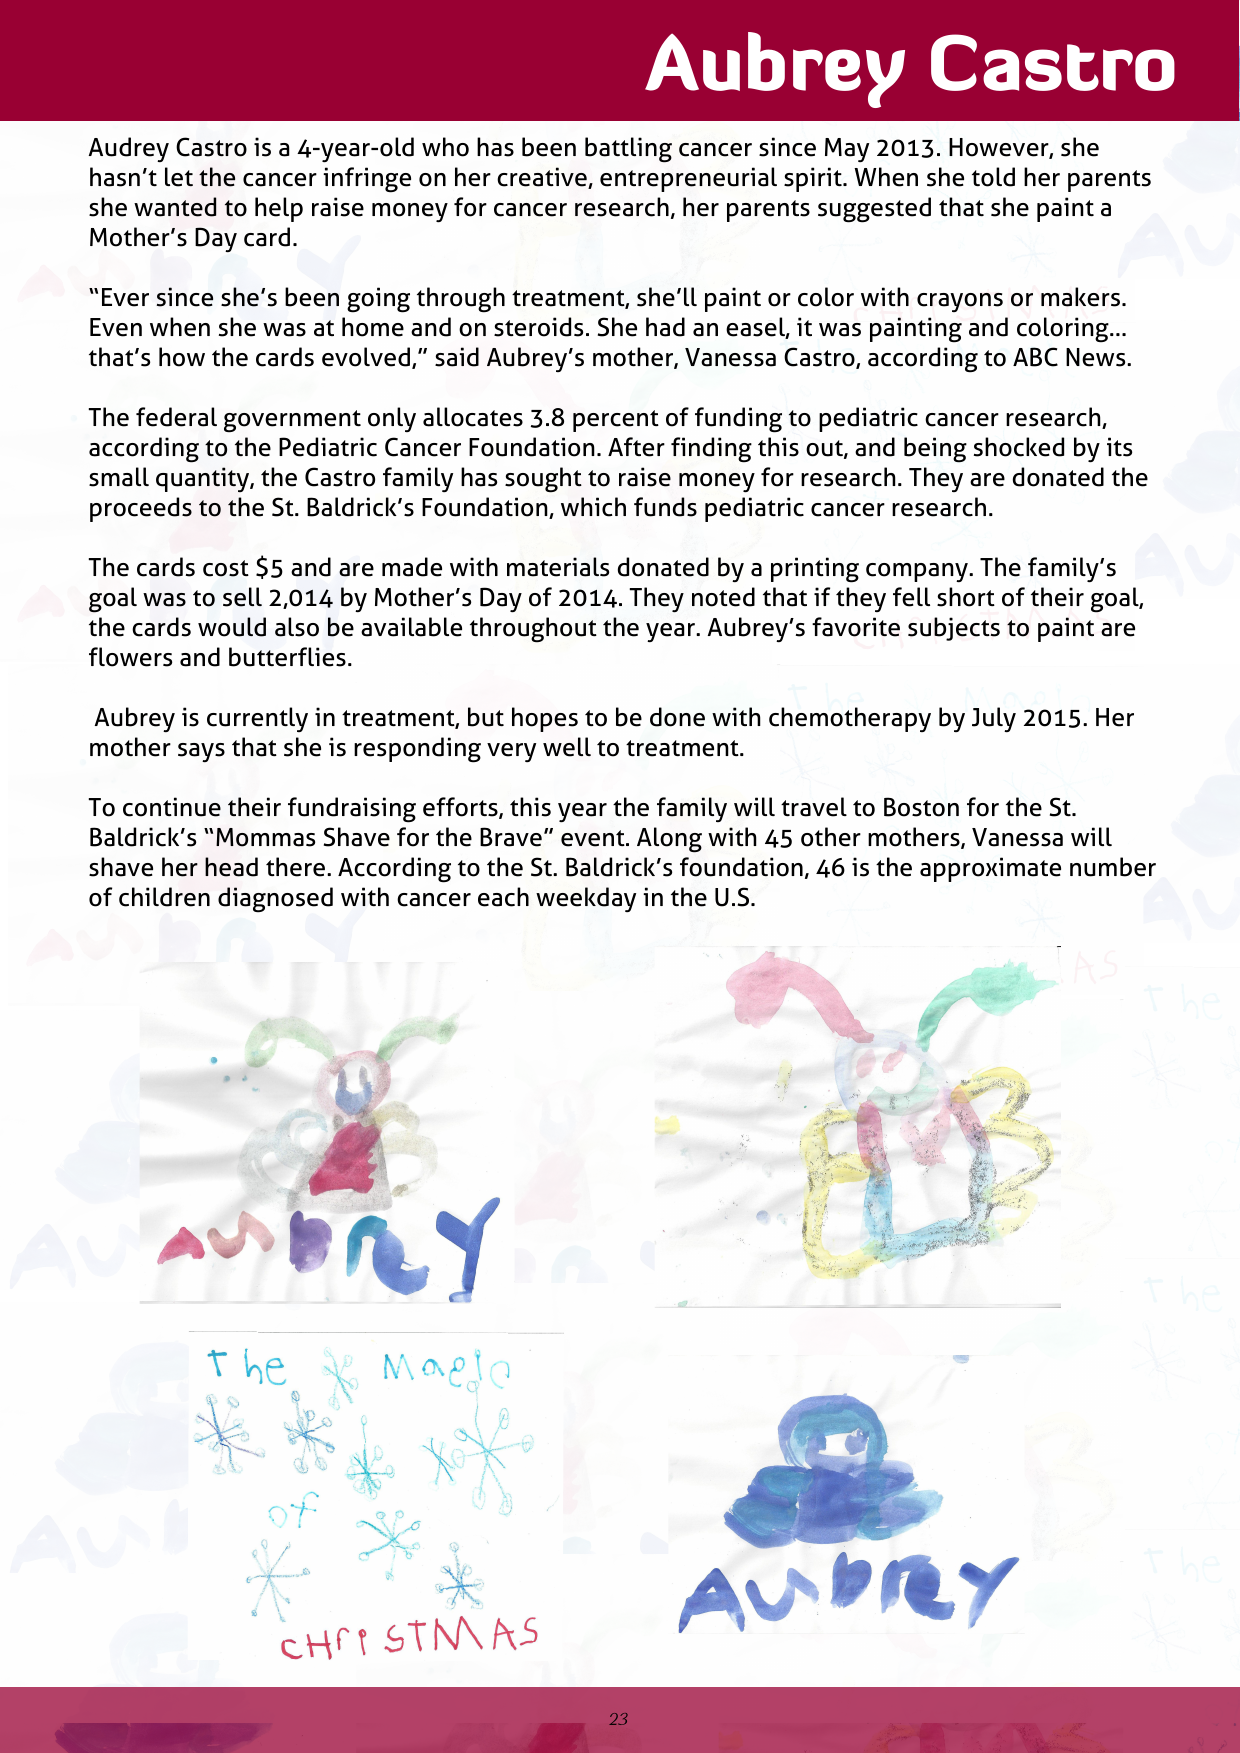 Aubrey Castro
Audrey Castro is a 4-year-old who has been battling cancer since May 2013. However, she
hasn’t let the cancer infringe on her creative, entrepreneurial spirit. When she told her parents
she wanted to help raise money for cancer research, her parents suggested that she paint a
Mother’s Day card.
“Ever since she’s been going through treatment, she’ll paint or color with crayons or makers.
Even when she was at home and on steroids. She had an easel, it was painting and coloring...
that’s how the cards evolved,” said Aubrey’s mother, Vanessa Castro, according to ABC News.
The federal government only allocates 3.8 percent of funding to pediatric cancer research,
according to the Pediatric Cancer Foundation. After finding this out, and being shocked by its
small quantity, the Castro family has sought to raise money for research. They are donated the
proceeds to the St. Baldrick’s Foundation, which funds pediatric cancer research.
The cards cost $5 and are made with materials donated by a printing company. The family’s
goal was to sell 2,014 by Mother’s Day of 2014. They noted that if they fell short of their goal,
the cards would also be available throughout the year. Aubrey’s favorite subjects to paint are
flowers and butterflies.
Aubrey is currently in treatment, but hopes to be done with chemotherapy by July 2015. Her
mother says that she is responding very well to treatment.
To continue their fundraising efforts, this year the family will travel to Boston for the St.
Baldrick’s “Mommas Shave for the Brave” event. Along with 45 other mothers, Vanessa will
shave her head there. According to the St. Baldrick’s foundation, 46 is the approximate number
of children diagnosed with cancer each weekday in the U.S.
AubreY
The Magic
of
CHriSTMAS
AubreY
23